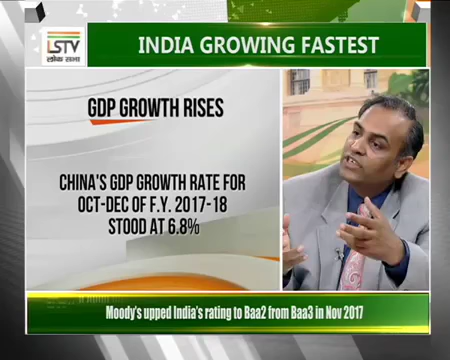 LSTV
लोक सभा
INDIA GROWING FASTEST
GDP GROWTH RISES
CHINA'S GDP GROWTH RATE FOR
OCT-DEC OF F.Y. 2017-18
STOOD AT 6.8%
Moody's upped India's rating to Baa2 from Baa3 in Nov 2017